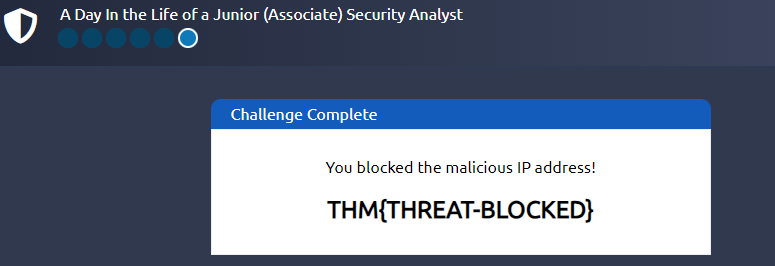 A Day In the Life of a Junior (Associate) Security Analyst
Challenge Complete
You blocked the malicious IP address!
THM{THREAT-BLOCKED}